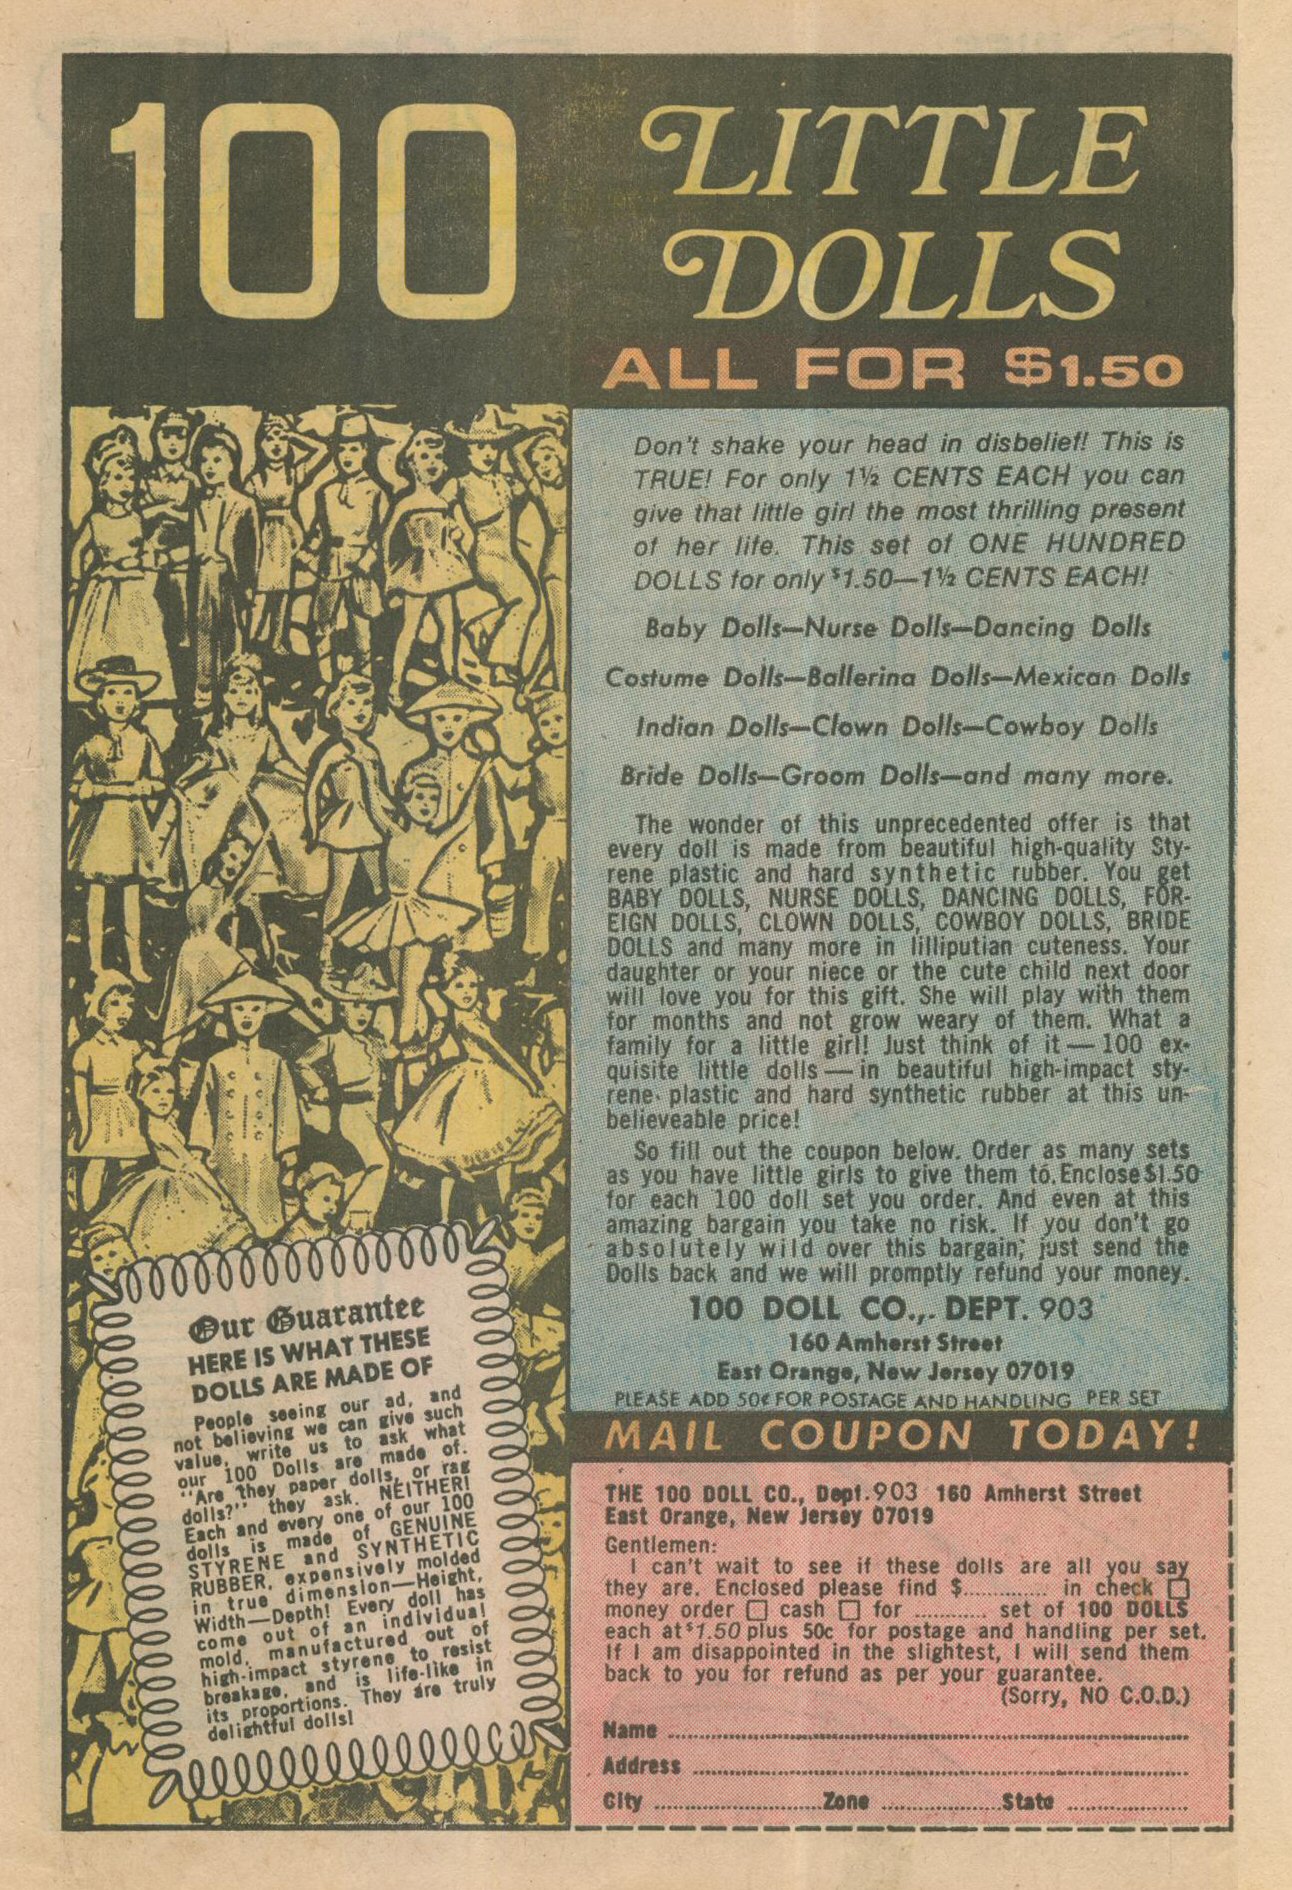 100
LITTLE
DOLLS
ALL FOR $1.50
Don't shake your head in disbelief! This is
TRUE! For only 1½ CENTS EACH you can
give that little girl the most thrilling present
of her life. This set of ONE HUNDRED
DOLLS for only $1.50—1½ CENTS EACH!
Baby Dolls—Nurse Dolls—Dancing Dolls
Costume Dolls—Ballerina Dolls—Mexican Dolls
Indian Dolls—Clown Dolls—Cowboy Dolls
Bride Dolls—Groom Dolls—and many more.
The wonder of this unprecedented offer is that
every doll is made from beautiful high-quality Sty-
rene plastic and hard synthetic rubber. You get
BABY DOLLS, NURSE DOLLS, DANCING DOLLS, FOR-
EIGN DOLLS, CLOWN DOLLS, COWBOY DOLLS, BRIDE
DOLLS and many more in lilliputian cuteness. Your
daughter or your niece or the cute child next door
will love you for this gift. She will play with them
for months and not grow weary of them. What a
family for a little girl! Just think of it — 100 ex-
quisite little dolls — in beautiful high-impact sty-
rene plastic and hard synthetic rubber at this un-
believeable price!
So fill out the coupon below. Order as many sets
as you have little girls to give them to. Enclose $1.50
for each 100 doll set you order. And even at this
amazing bargain you take no risk. If you don't go
absolutely wild over this bargain, just send the
Dolls back and we will promptly refund your money.
100 DOLL CO.,. DEPT. 903
160 Amherst Street
East Orange, New Jersey 07019
PLEASE ADD 50¢ FOR POSTAGE AND HANDLING PER SET
Our Guarantee
HERE IS WHAT THESE
DOLLS ARE MADE OF
People seeing our ad, and
not believing we can give such
value, write us to ask what
our 100 Dolls are made of.
"Are they paper dolls, or rag
dolls?" they ask. NEITHER!
Each and every one of our 100
dolls is made of GENUINE
STYRENE and SYNTHETIC
RUBBER, expensively molded
in true dimension—Height,
Width—Depth! Every doll has
come out of an individual
mold, manufactured out of
high-impact styrene to resist
breakage, and is life-like in
its proportions. They are truly
delightful dolls!
MAIL COUPON TODAY!
THE 100 DOLL CO., Dept. 903 160 Amherst Street
East Orange, New Jersey 07019
Gentlemen:
I can't wait to see if these dolls are all you say
they are. Enclosed please find $.............. in check ☐
money order ☐ cash ☐ for ............ set of 100 DOLLS
each at $1.50 plus 50c for postage and handling per set.
If I am disappointed in the slightest, I will send them
back to you for refund as per your guarantee.
(Sorry, NO C.O.D.)
Name ..........
Address ..........
City .......... Zone .......... State ..........